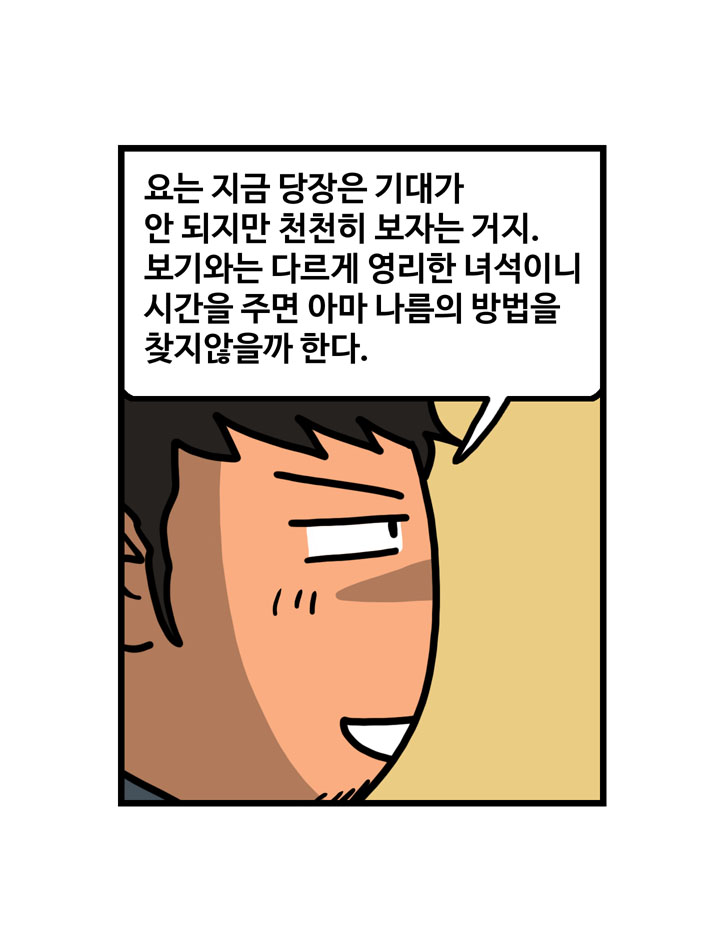 요는 지금 당장은 기대가
안 되지만 천천히 보자는 거지.
보기와는 다르게 영리한 녀석이니
시간을 주면 아마 나름의 방법을
찾지않을까 한다.